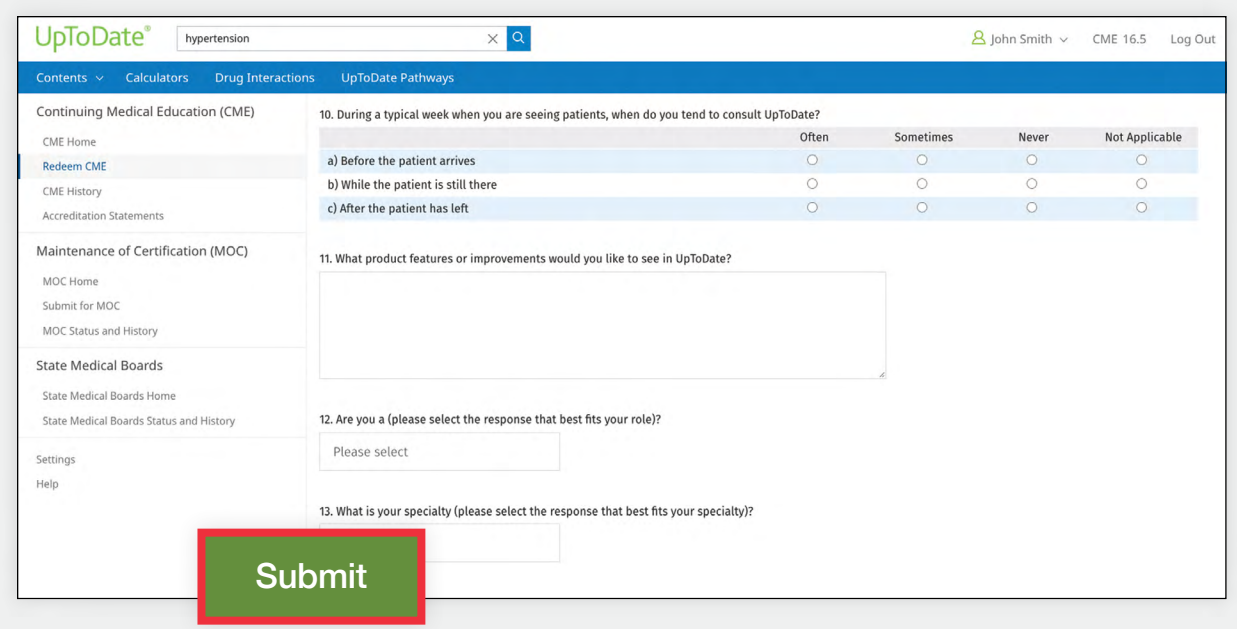 UpToDate®
hypertension
John Smith
CME 16.5
Log Out
Contents
Calculators
Drug Interactions
UpToDate Pathways
Continuing Medical Education (CME)
CME Home
Redeem CME
CME History
Accreditation Statements
Maintenance of Certification (MOC)
MOC Home
Submit for MOC
MOC Status and History
State Medical Boards
State Medical Boards Home
State Medical Boards Status and History
Settings
Help
10. During a typical week when you are seeing patients, when do you tend to consult UpToDate?
Often Sometimes Never Not Applicable
a) Before the patient arrives
b) While the patient is still there
c) After the patient has left
11. What product features or improvements would you like to see in UpToDate?
12. Are you a (please select the response that best fits your role)?
Please select
13. What is your specialty (please select the response that best fits your specialty)?
Submit